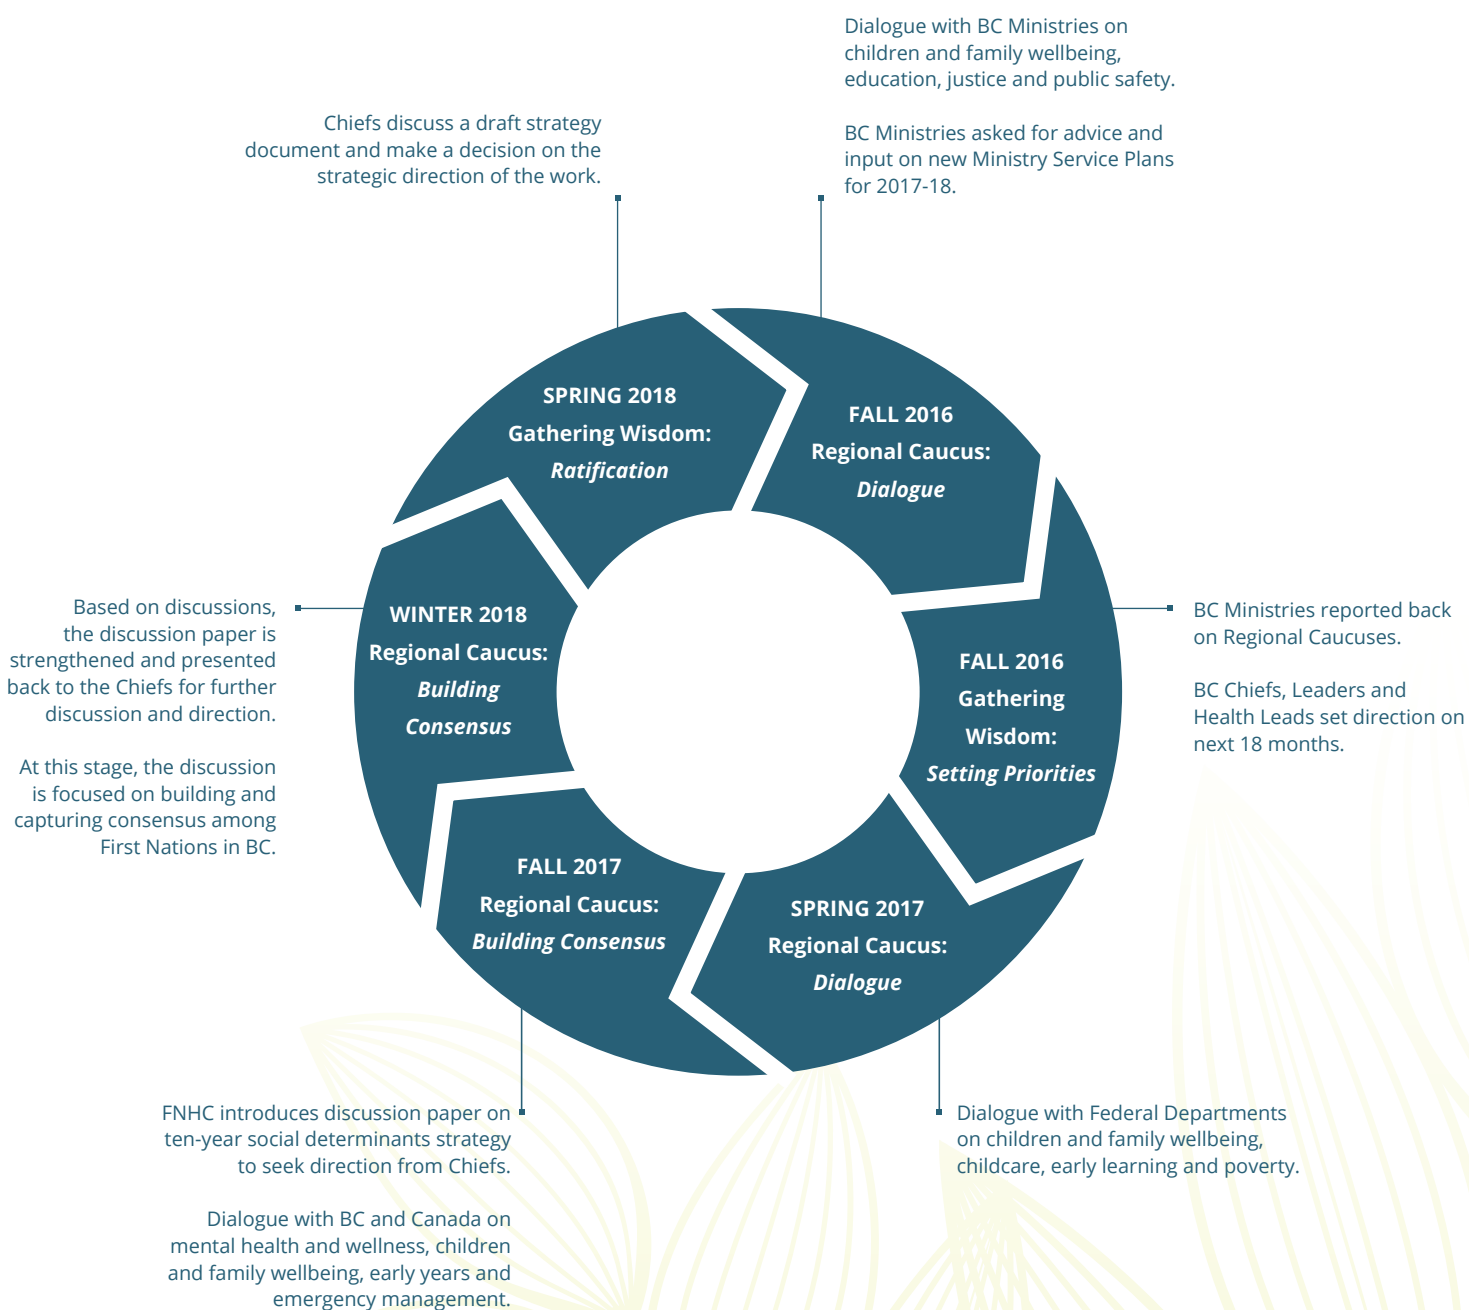 Dialogue with BC Ministries on
children and family wellbeing,
education, justice and public safety.
BC Ministries asked for advice and
input on new Ministry Service Plans
for 2017-18.
Chiefs discuss a draft strategy
document and make a decision on the
strategic direction of the work.
SPRING 2018
Gathering Wisdom:
Ratification
FALL 2016
Regional Caucus:
Dialogue
WINTER 2018
Regional Caucus:
Building
Consensus
FALL 2016
Gathering
Wisdom:
Setting Priorities
FALL 2017
Regional Caucus:
Building Consensus
SPRING 2017
Regional Caucus:
Dialogue
Based on discussions,
the discussion paper is
strengthened and presented
back to the Chiefs for further
discussion and direction.
At this stage, the discussion
is focused on building and
capturing consensus among
First Nations in BC.
BC Ministries reported back
on Regional Caucuses.
BC Chiefs, Leaders and
Health Leads set direction on
next 18 months.
FNHC introduces discussion paper on
ten-year social determinants strategy
to seek direction from Chiefs.
Dialogue with BC and Canada on
mental health and wellness, children
and family wellbeing, early years and
emergency management.
Dialogue with Federal Departments
on children and family wellbeing,
childcare, early learning and poverty.